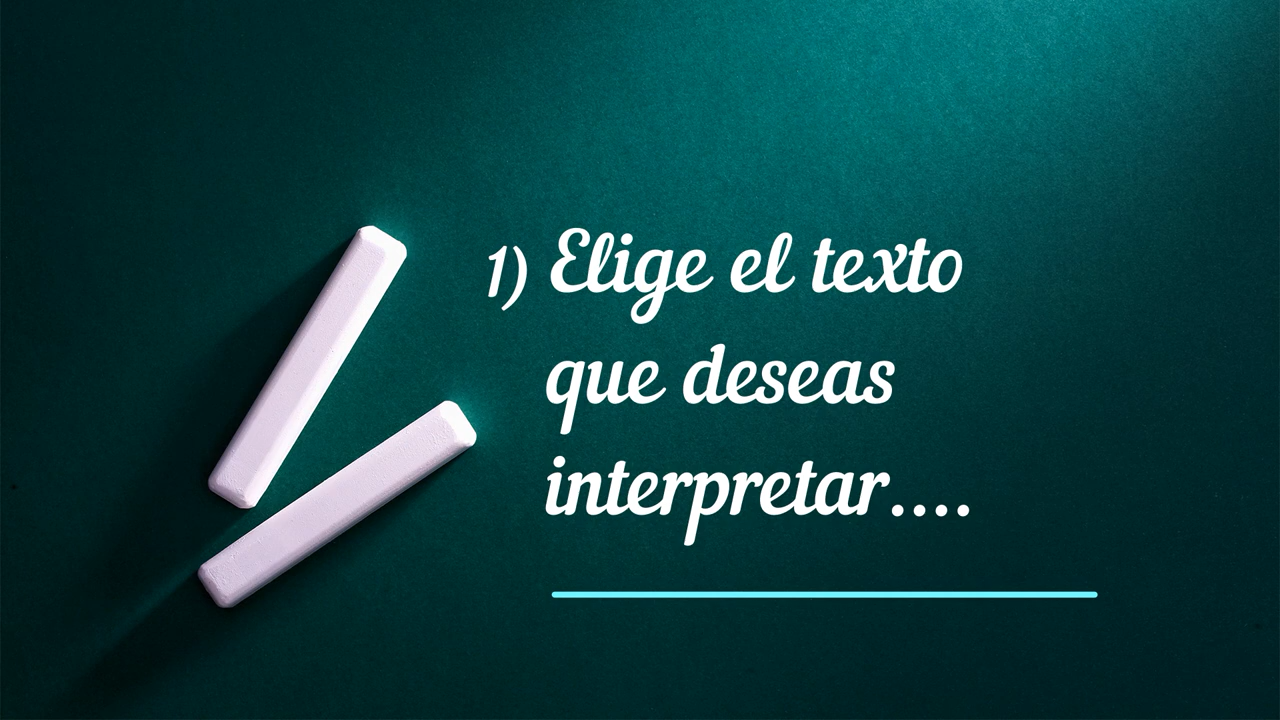 1) Elige el texto
que deseas
interpretar....